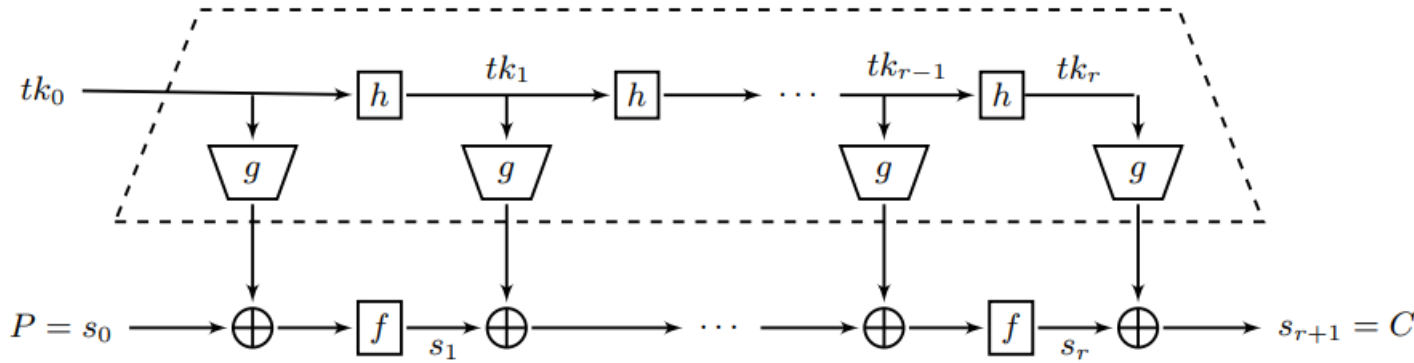 tk₀ h tk₁ h ··· tkᵣ₋₁ h tkᵣ
g g g g
P = s₀ f s₁ ··· f sᵣ sᵣ₊₁ = C